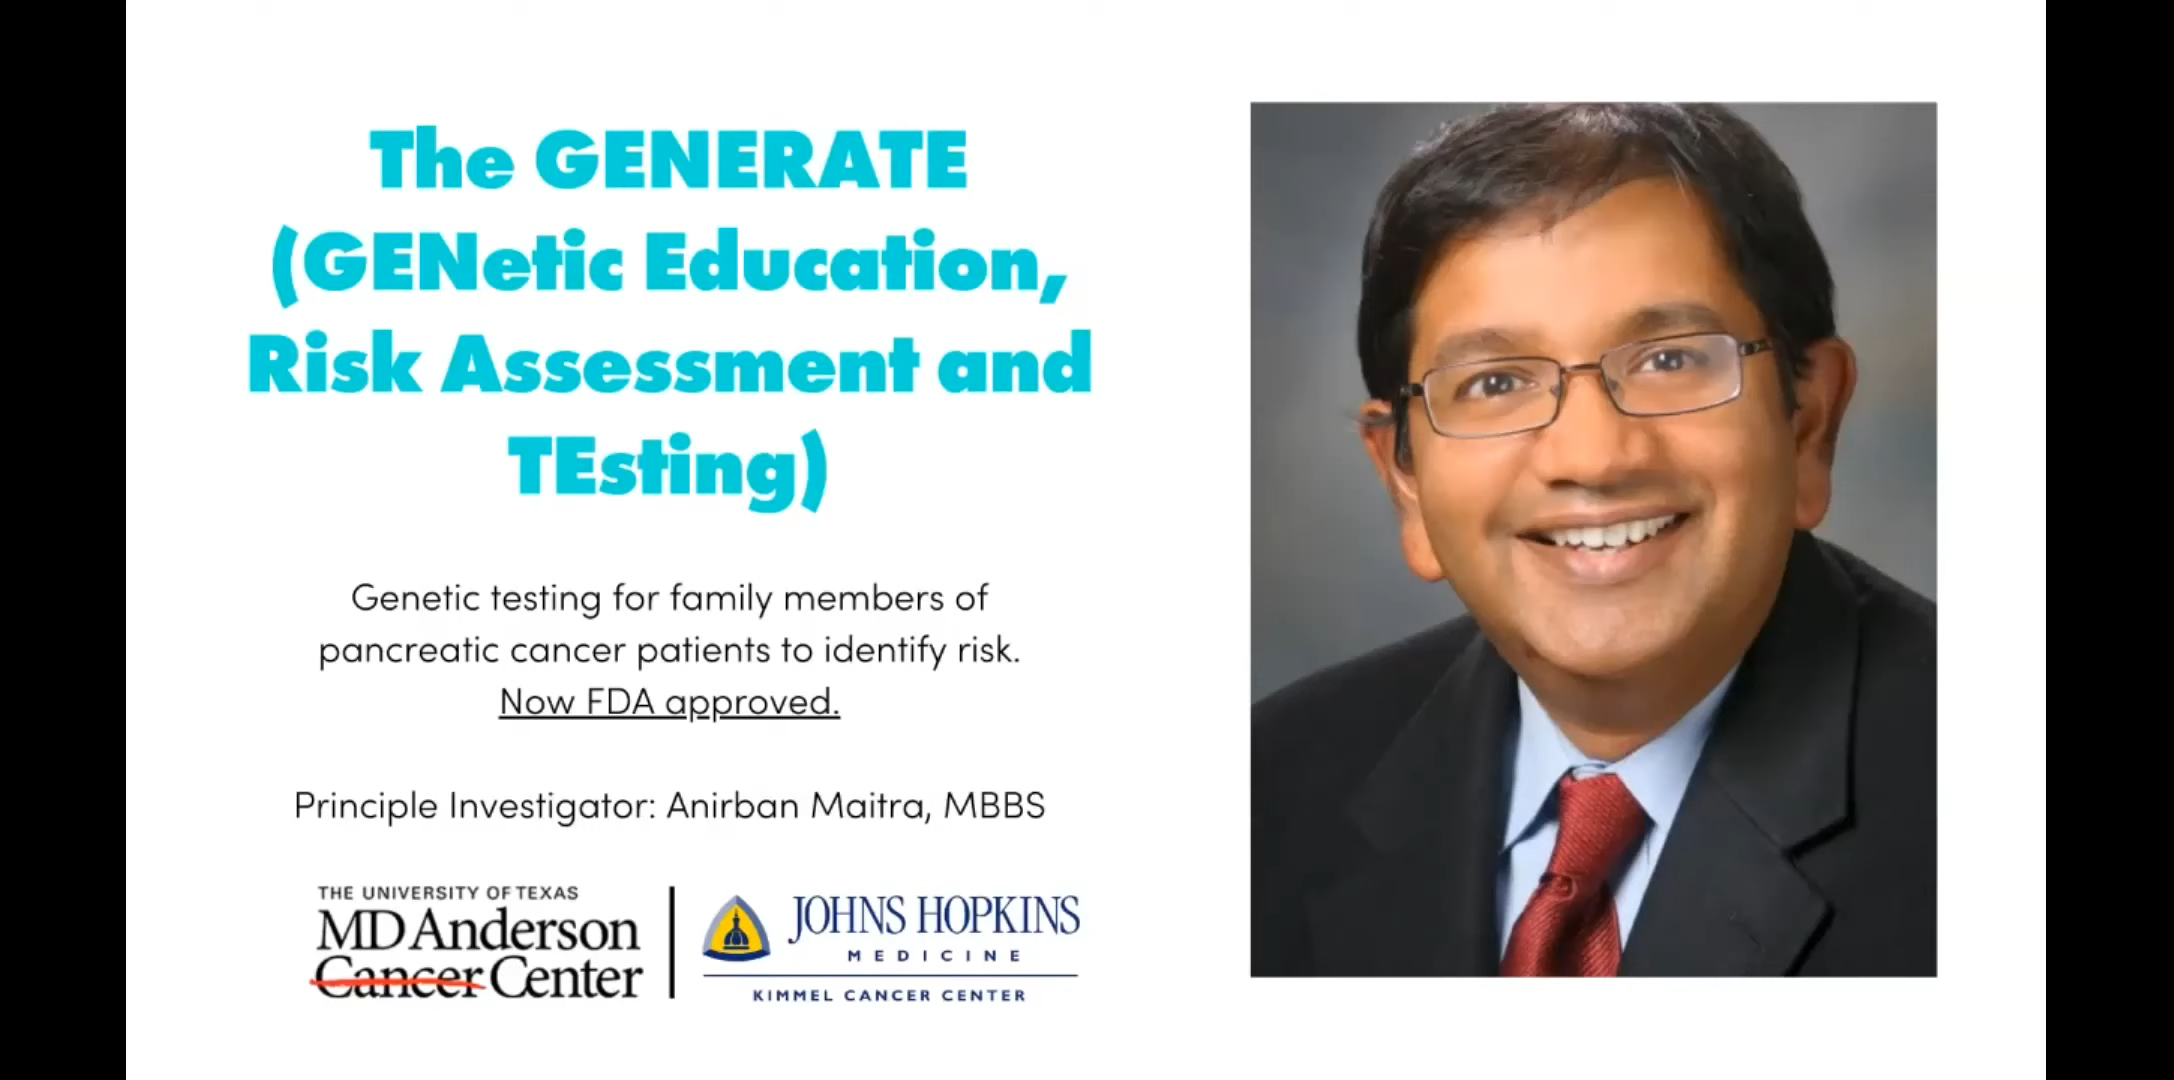 The GENERATE
(GENetic Education,
Risk Assessment and
TEsting)
Genetic testing for family members of
pancreatic cancer patients to identify risk.
Now FDA approved.
Principle Investigator: Anirban Maitra, MBBS
THE UNIVERSITY OF TEXAS
MD Anderson
Cancer Center
JOHNS HOPKINS
MEDICINE
KIMMEL CANCER CENTER